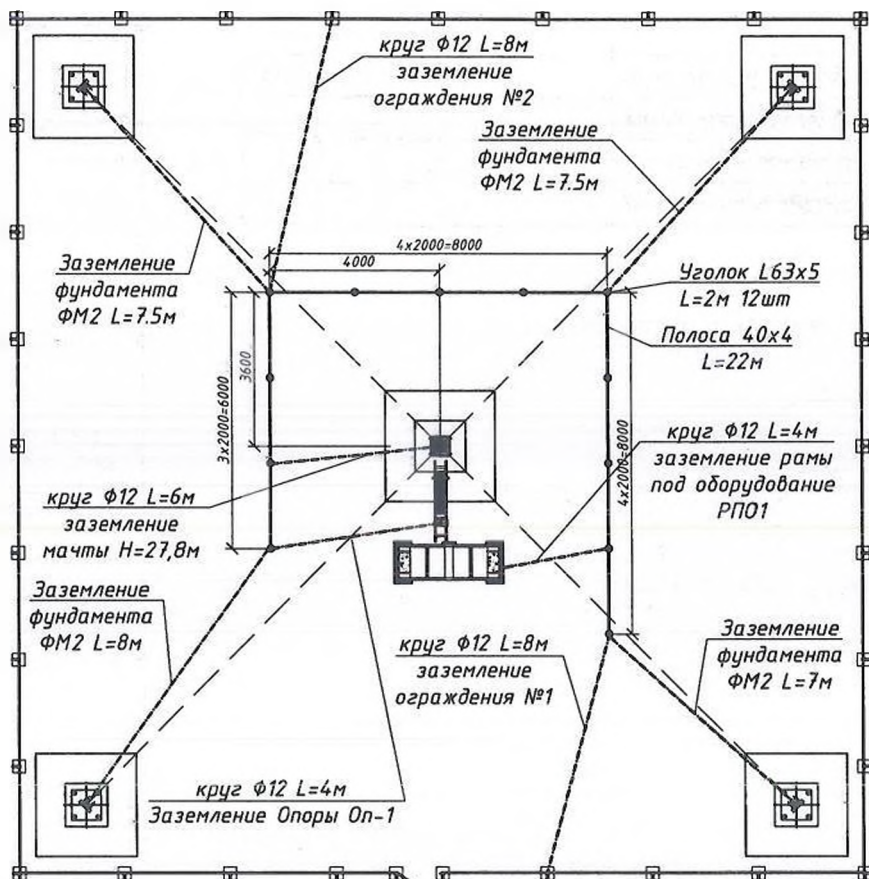 круг Ф12 L=8м
заземление
ограждения №2
Заземление
фундамента
ФМ2 L=7.5м
4х2000=8000
4000
Заземление
фундамента
ФМ2 L=7.5м
Уголок L63х5
L=2м 12шт
Полоса 40х4
L=22м
3600
3х2000=6000
4х2000=8000
круг Ф12 L=4м
заземление рамы
под оборудование
РПО1
круг Ф12 L=6м
заземление
мачты Н=27,8м
Заземление
фундамента
ФМ2 L=8м
круг Ф12 L=8м
заземление
ограждения №1
Заземление
фундамента
ФМ2 L=7м
круг Ф12 L=4м
Заземление Опоры Оп-1